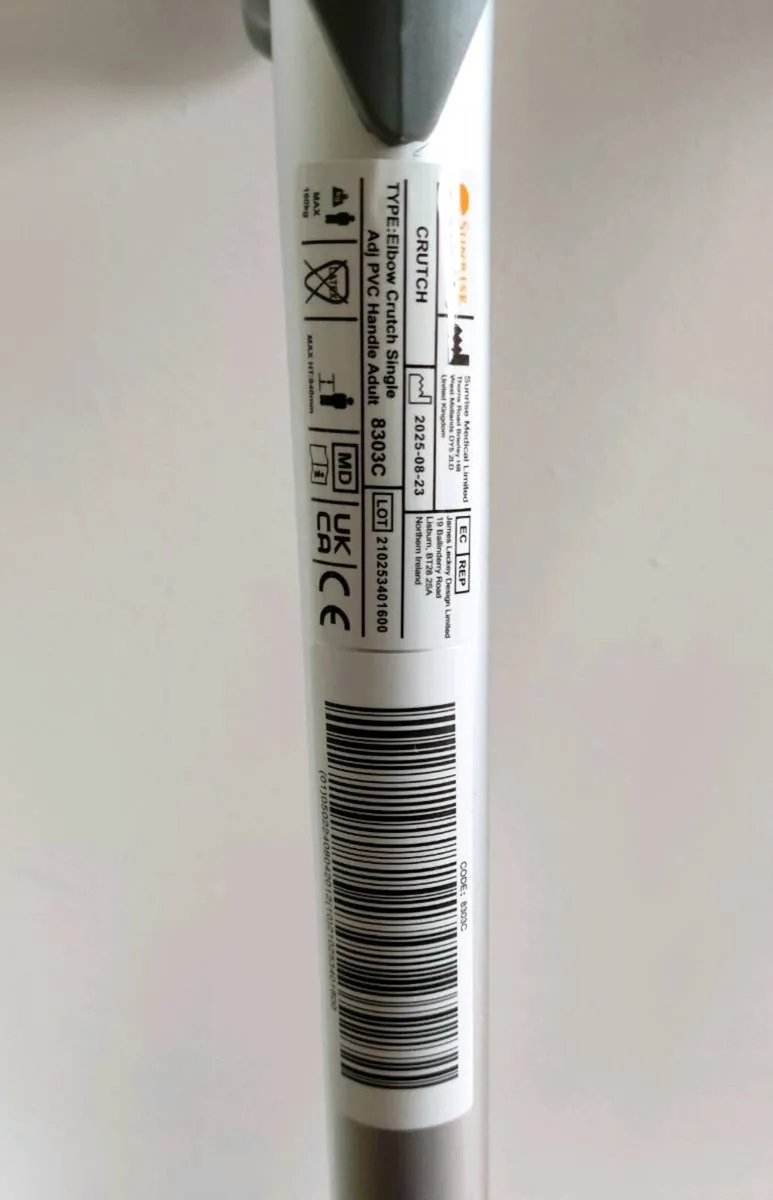 SUNRISE
Sunrise Medical Limited
Thorns Road Brierley Hill
West Midlands DY5 2LD
United Kingdom
EC REP
James Leckey Design Limited
19 Ballinderry Road
Lisburn, BT28 2SA
Northern Ireland
CRUTCH
2025-08-23
TYPE:Elbow Crutch Single
Adj PVC Handle Adult
8303C
LOT 210253401600
MAX
160kg
LATEX
MAX HT:940mm
MD
UK
CA
CE
CODE: 8303C